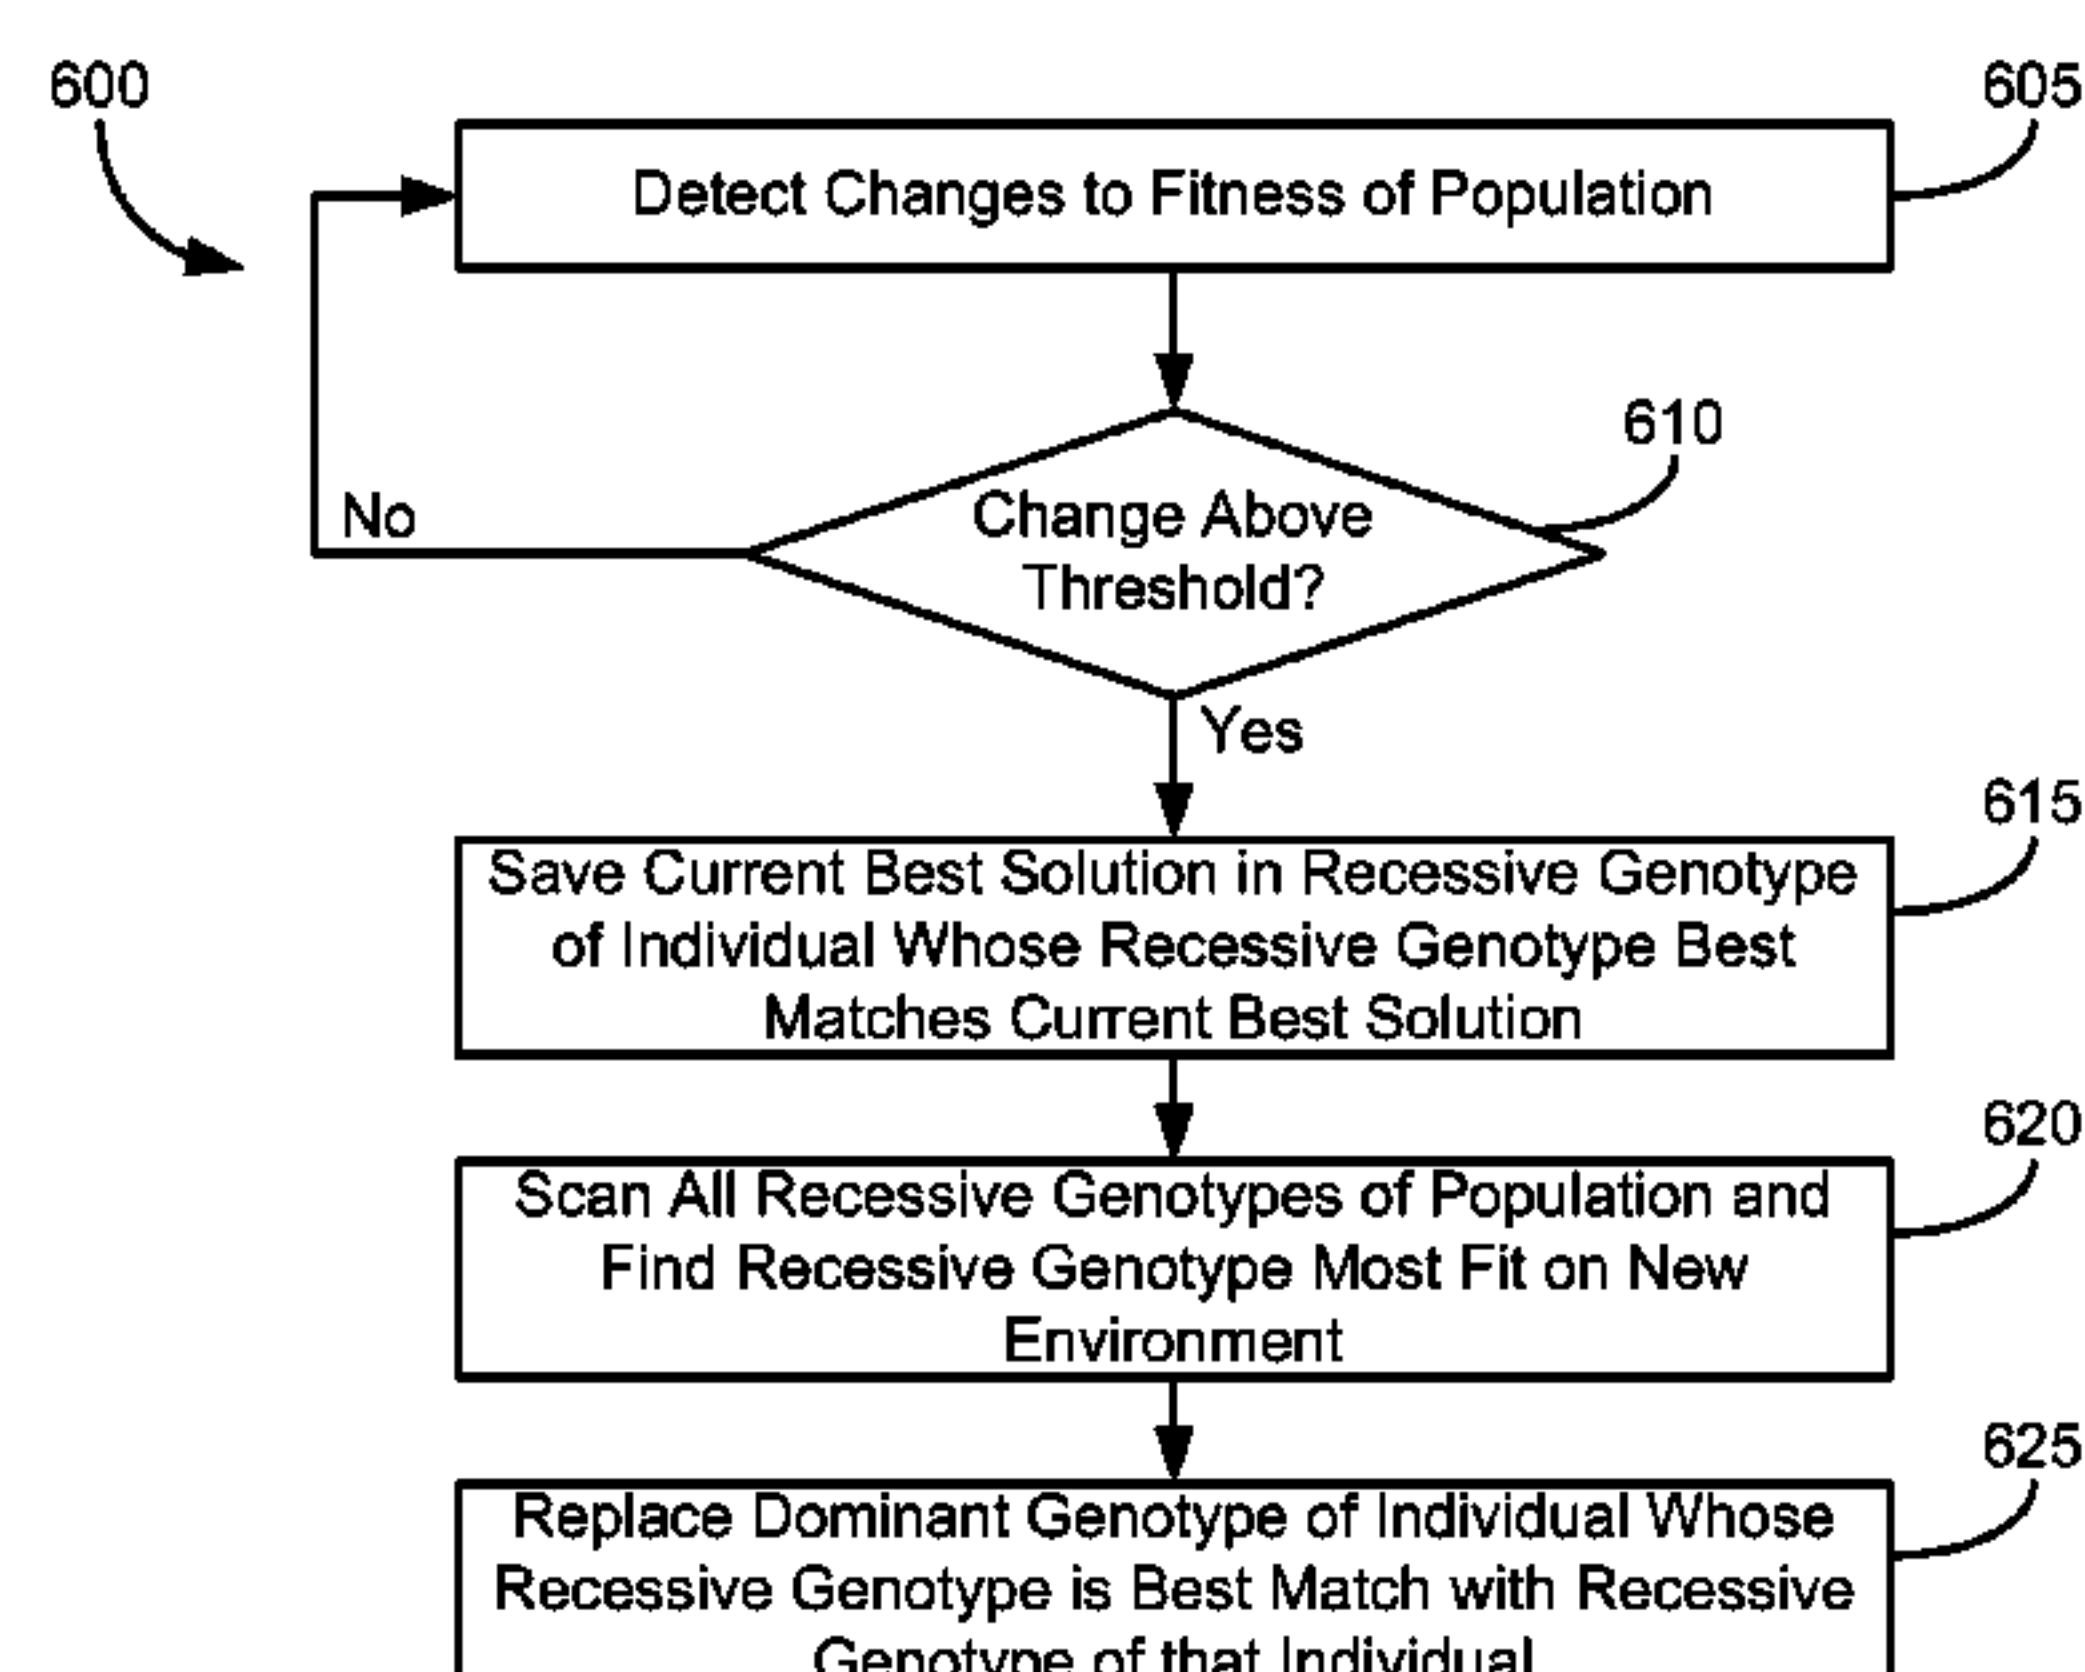 600
605
Detect Changes to Fitness of Population
610
Change Above
Threshold?
No
Yes
615
Save Current Best Solution in Recessive Genotype
of Individual Whose Recessive Genotype Best
Matches Current Best Solution
620
Scan All Recessive Genotypes of Population and
Find Recessive Genotype Most Fit on New
Environment
625
Replace Dominant Genotype of Individual Whose
Recessive Genotype is Best Match with Recessive
Genotype of that Individual